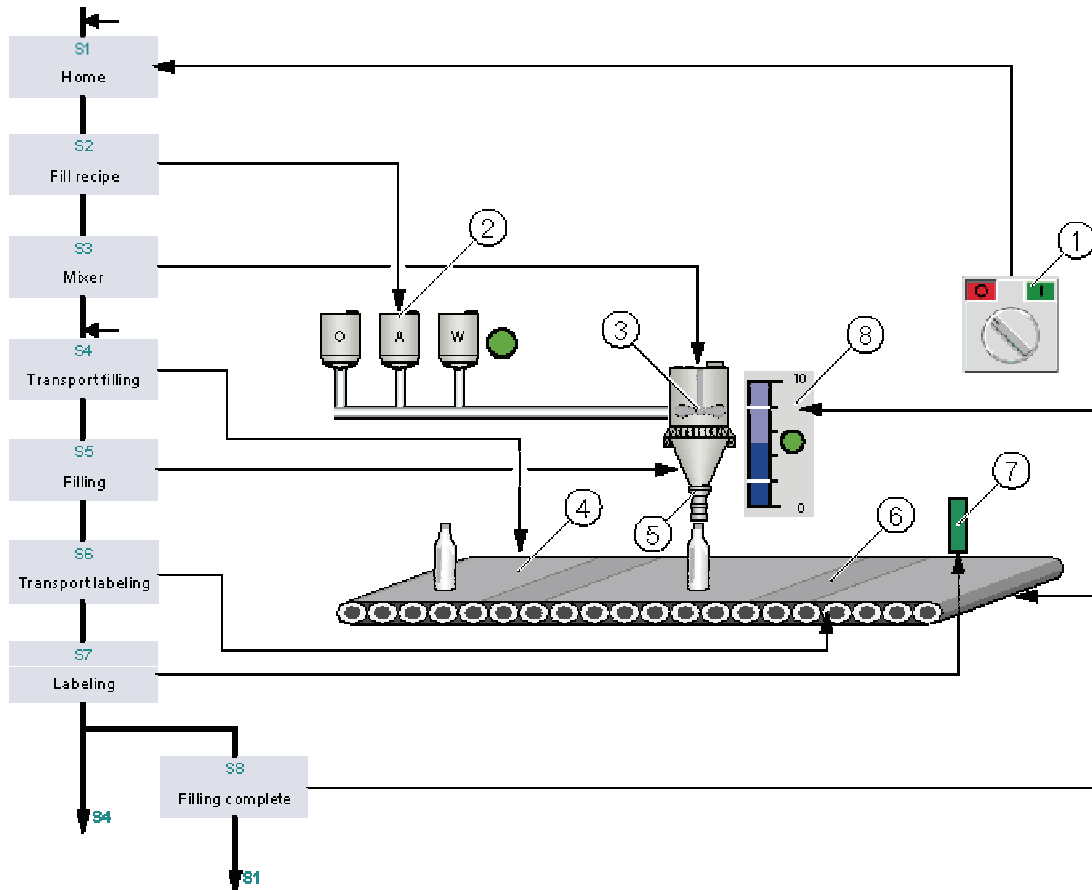 S1
Home
S2
Fill recipe
2
1
S3
Mixer
O
A
W
3
8
S4
Transport filling
10
S5
Filling
7
4
5
6
0
S6
Transport labeling
S7
Labeling
S8
Filling complete
S4
S1
O I